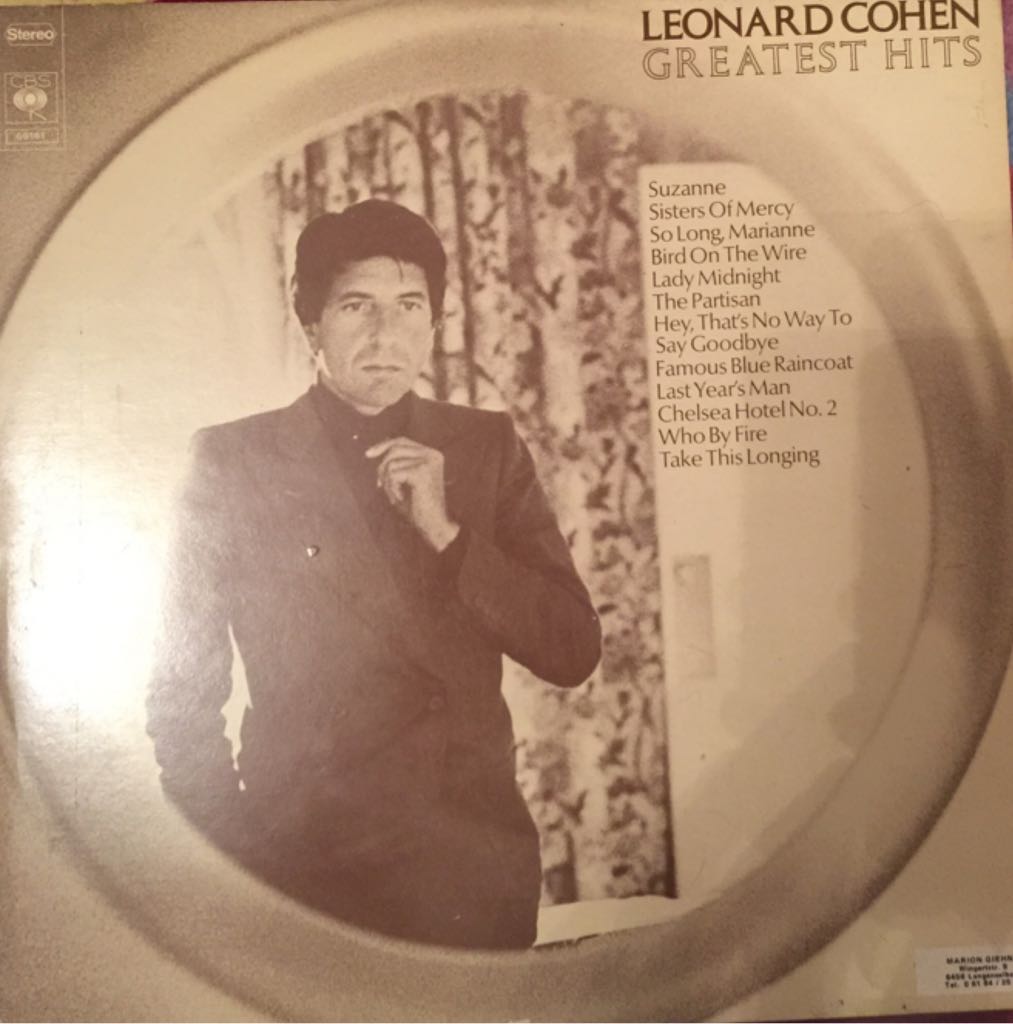 Stereo
LEONARD COHEN
GREATEST HITS
CBS
Suzanne
Sisters Of Mercy
So Long, Marianne
Bird On The Wire
Lady Midnight
The Partisan
Hey, That's No Way To
Say Goodbye
Famous Blue Raincoat
Last Year's Man
Chelsea Hotel No. 2
Who By Fire
Take This Longing
MARION